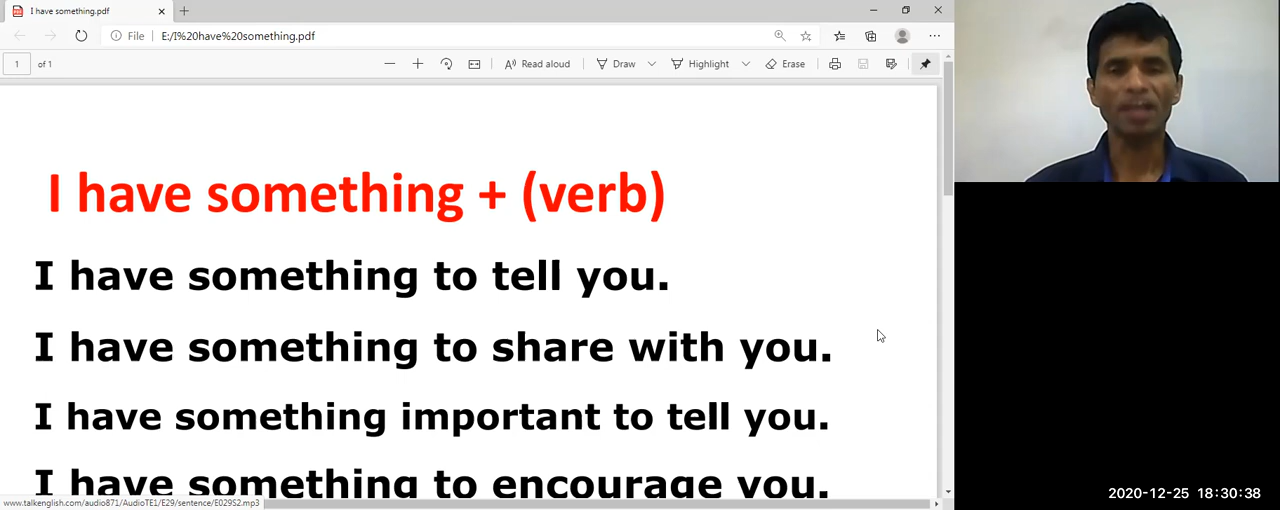 I have something.pdf
File
E:/I%20have%20something.pdf
1 of 1
Read aloud
Draw
Highlight
Erase
I have something + (verb)
I have something to tell you.
I have something to share with you.
I have something important to tell you.
I have something to encourage you.
www.talkenglish.com/audio871/AudioTE1/E29/sentence/E029S2.mp3
2020-12-25 18:30:38